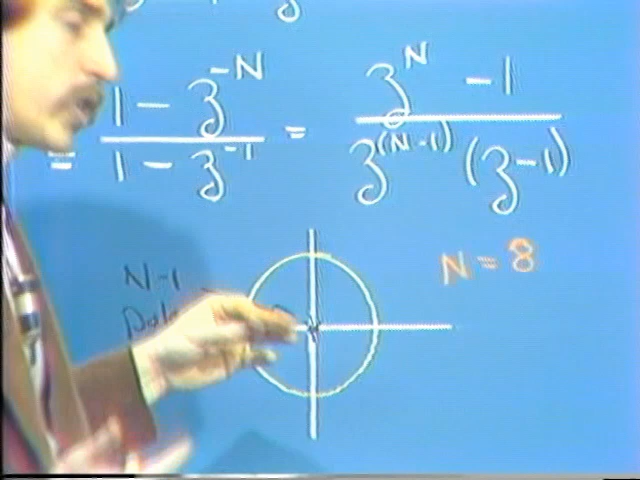 = 1 - z^-N / 1 - z^-1 = z^N - 1 / z^(N-1) (z-1)
N = 8
N-1